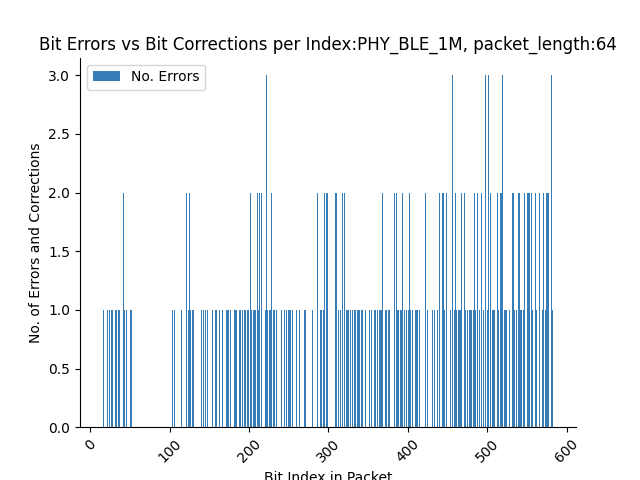 Bit Errors vs Bit Corrections per Index:PHY_BLE_1M, packet_length:64
No. Errors
No. of Errors and Corrections
3.0
2.5
2.0
1.5
1.0
0.5
0.0
0 100 200 300 400 500 600
Bit Index in Packet